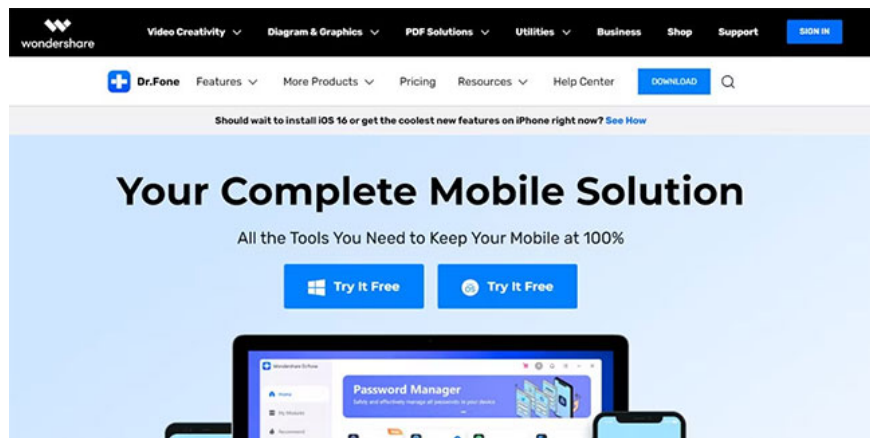 wondershare
Video Creativity Diagram & Graphics PDF Solutions Utilities Business Shop Support SIGN IN
Dr.Fone Features More Products Pricing Resources Help Center DOWNLOAD
Should wait to install iOS 16 or get the coolest new features on iPhone right now? See How
Your Complete Mobile Solution
All the Tools You Need to Keep Your Mobile at 100%
Try It Free Try It Free
Wondershare Dr.Fone
Home
Password Manager
Safely and effectively manage all passwords in your device
My Modules
Recommend